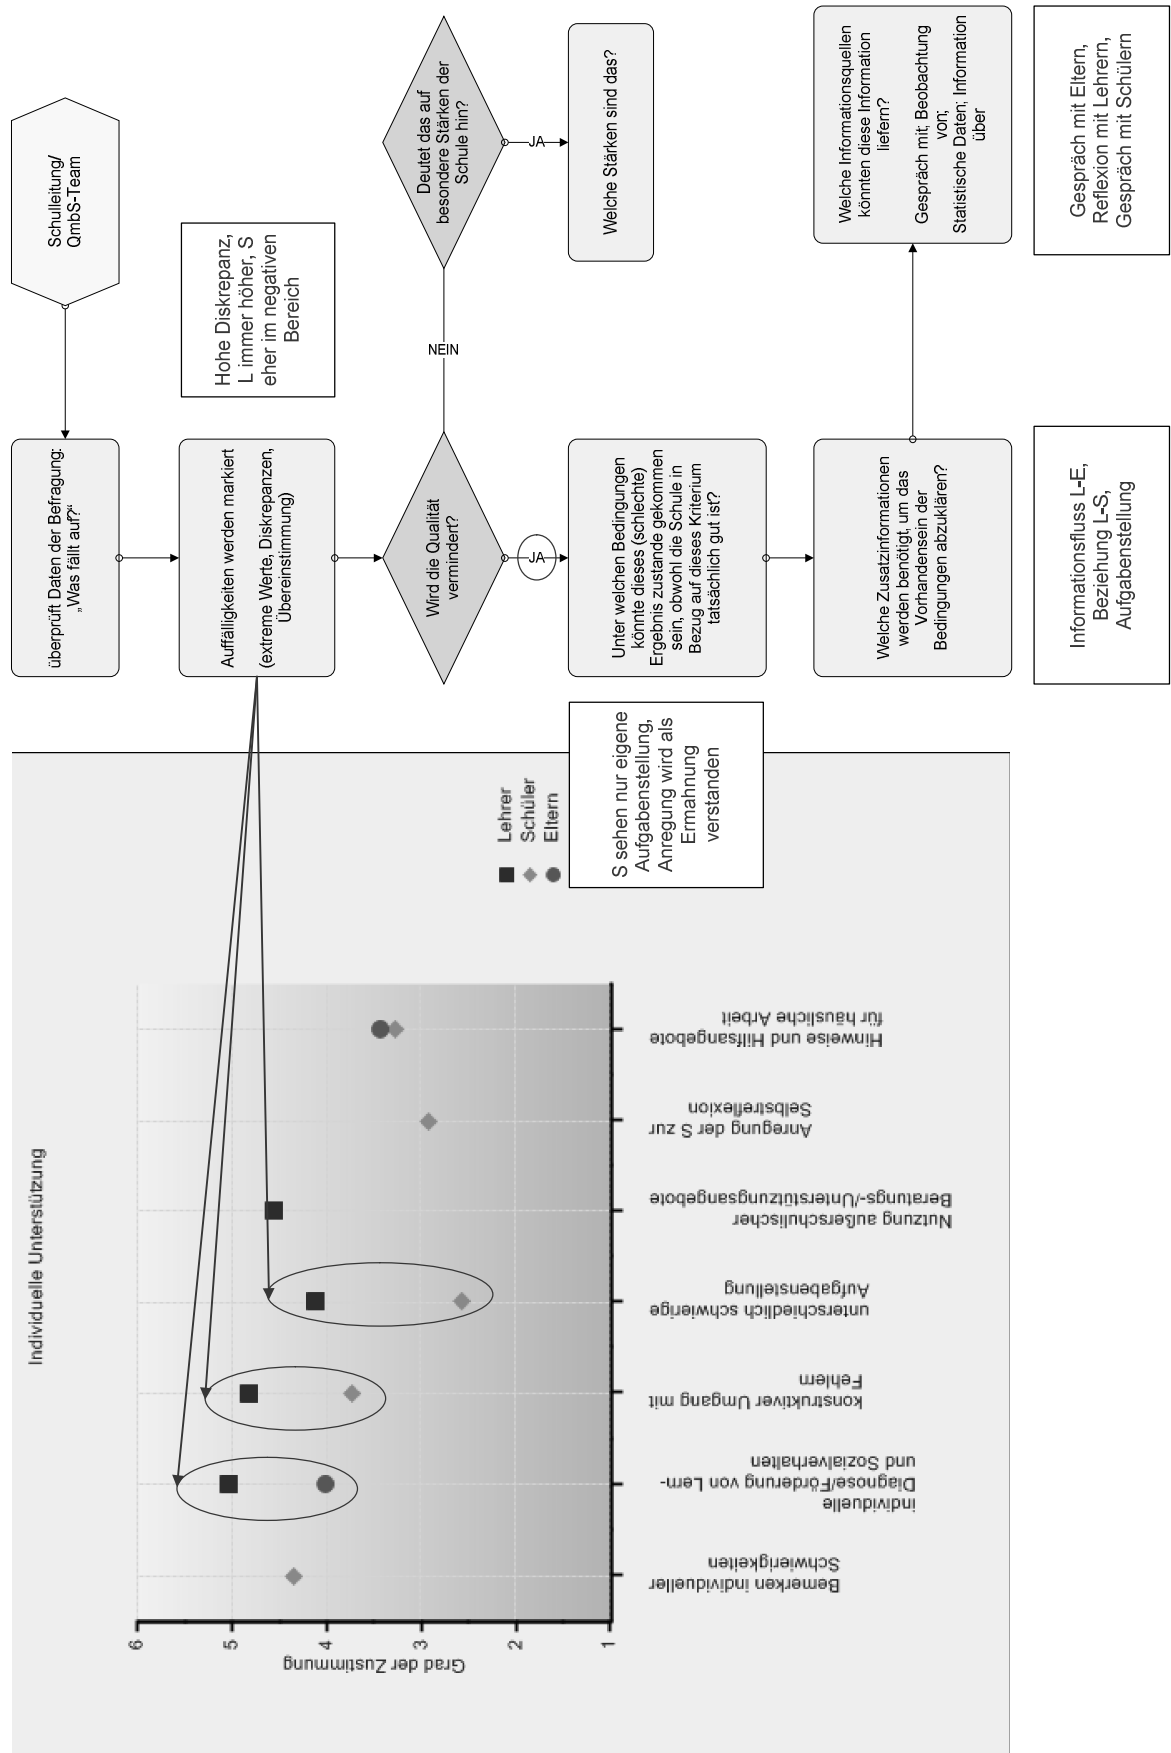 Individuelle Unterstützung
Grad der Zustimmung
6
5
4
3
2
1
Bemerken individueller
Schwierigkeiten
individuelle
Diagnose/Förderung von Lern-
und Sozialverhalten
konstruktiver Umgang mit
Fehlern
unterschiedlich schwierige
Aufgabenstellung
Nutzung außerschulischer
Beratungs-/Unterstützungsangebote
Anregung der S zur
Selbstreflexion
Hinweise und Hilfsangebote
für häusliche Arbeit
Lehrer
Schüler
Eltern
Schulleitung/
QmbS-Team
überprüft Daten der Befragung:
„Was fällt auf?“
Auffälligkeiten werden markiert
(extreme Werte, Diskrepanzen,
Übereinstimmung)
Hohe Diskrepanz,
L immer höher, S
eher im negativen
Bereich
Wird die Qualität
vermindert?
NEIN
Deutet das auf
besondere Stärken der
Schule hin?
JA
Welche Stärken sind das?
JA
Unter welchen Bedingungen
könnte dieses (schlechte)
Ergebnis zustande gekommen
sein, obwohl die Schule in
Bezug auf dieses Kriterium
tatsächlich gut ist?
S sehen nur eigene
Aufgabenstellung,
Anregung wird als
Ermahnung
verstanden
Welche Zusatzinformationen
werden benötigt, um das
Vorhandensein der
Bedingungen abzuklären?
Informationsfluss L-E,
Beziehung L-S,
Aufgabenstellung
Welche Informationsquellen
könnten diese Information
liefern?
Gespräch mit; Beobachtung
von;
Statistische Daten; Information
über
Gespräch mit Eltern,
Reflexion mit Lehrern,
Gespräch mit Schülern